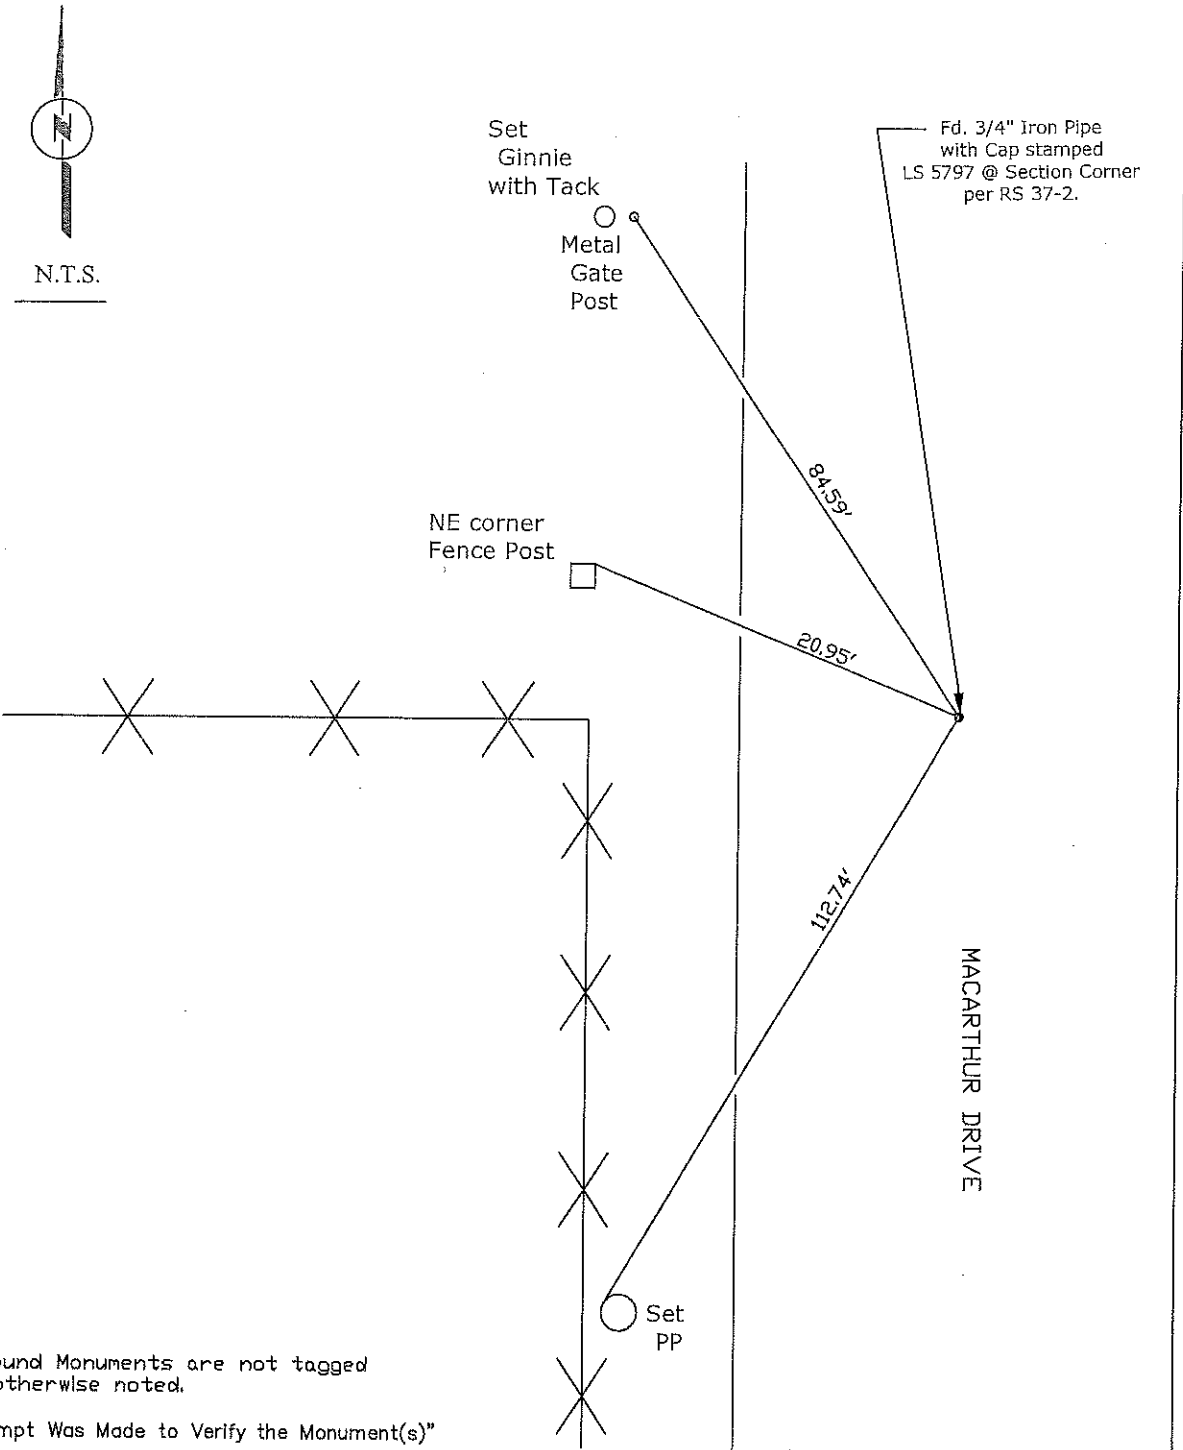 N
N.T.S.
Set
Ginnie
with Tack
Metal
Gate
Post
Fd. 3/4" Iron Pipe
with Cap stamped
LS 5797 @ Section Corner
per RS 37-2.
84.59'
NE corner
Fence Post
20.95'
112.74'
MACARTHUR DRIVE
Set
PP
ound Monuments are not tagged
otherwise noted.
mpt Was Made to Verify the Monument(s)"